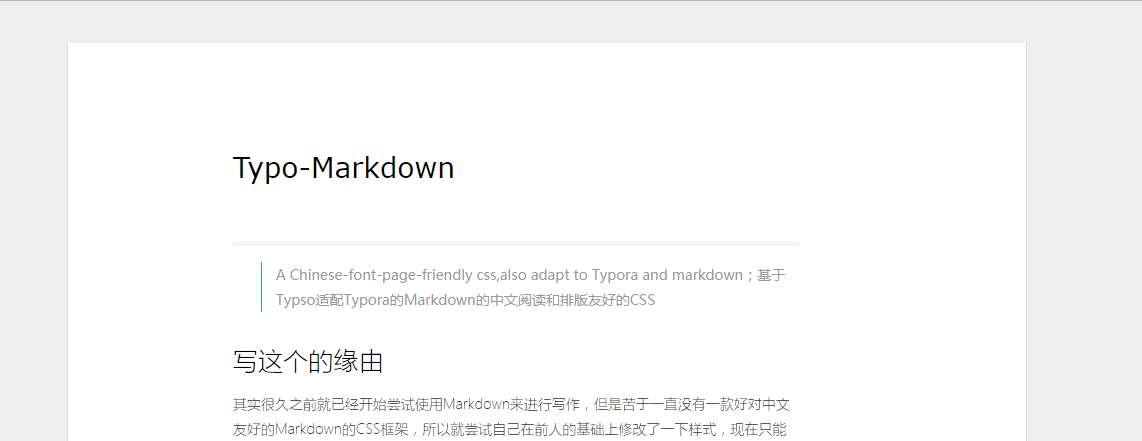 Typo-Markdown
A Chinese-font-page-friendly css,also adapt to Typora and markdown；基于
Typso适配Typora的Markdown的中文阅读和排版友好的CSS
写这个的缘由
其实很久之前就已经开始尝试使用Markdown来进行写作，但是苦于一直没有一款好对中文
友好的Markdown的CSS框架，所以就尝试自己在前人的基础上修改了一下样式，现在只能